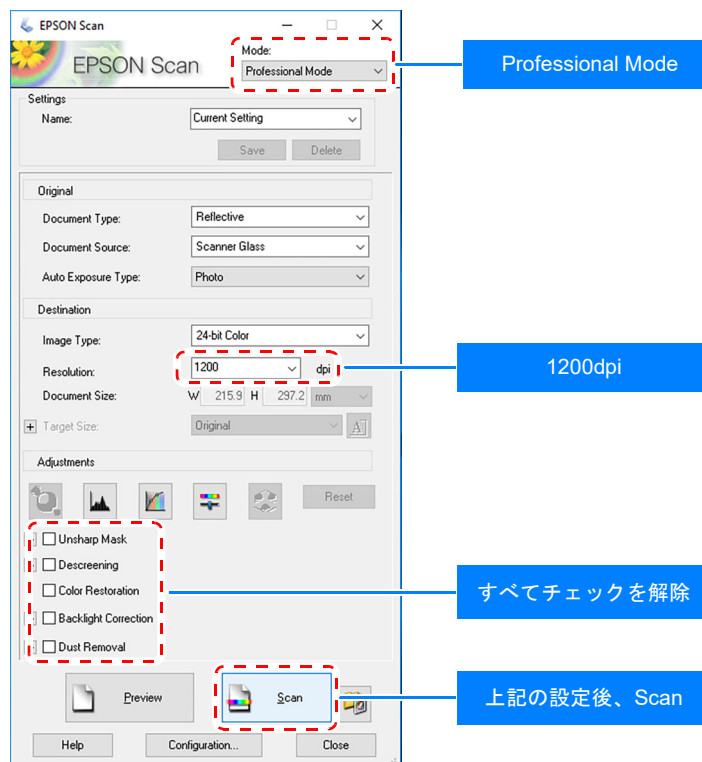 EPSON Scan
EPSON Scan
Mode:
Professional Mode
Professional Mode
Settings
Name:
Current Setting
Save
Delete
Original
Document Type:
Reflective
Document Source:
Scanner Glass
Auto Exposure Type:
Photo
Destination
Image Type:
24-bit Color
Resolution:
1200
dpi
1200dpi
Document Size:
W 215.9 H 297.2 mm
Target Size:
Original
A
Adjustments
Reset
Unsharp Mask
Descreening
Color Restoration
すべてチェックを解除
Backlight Correction
Dust Removal
Preview
Scan
上記の設定後、Scan
Help
Configuration...
Close